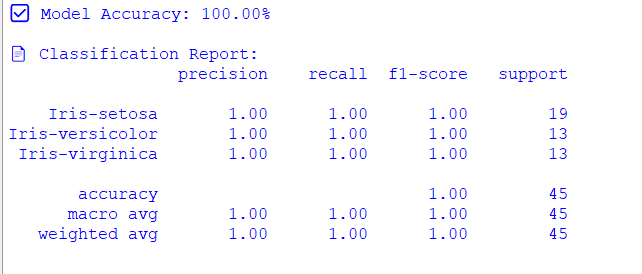 ☑ Model Accuracy: 100.00%
📄 Classification Report:
precision recall f1-score support
Iris-setosa 1.00 1.00 1.00 19
Iris-versicolor 1.00 1.00 1.00 13
Iris-virginica 1.00 1.00 1.00 13
accuracy 1.00 45
macro avg 1.00 1.00 1.00 45
weighted avg 1.00 1.00 1.00 45